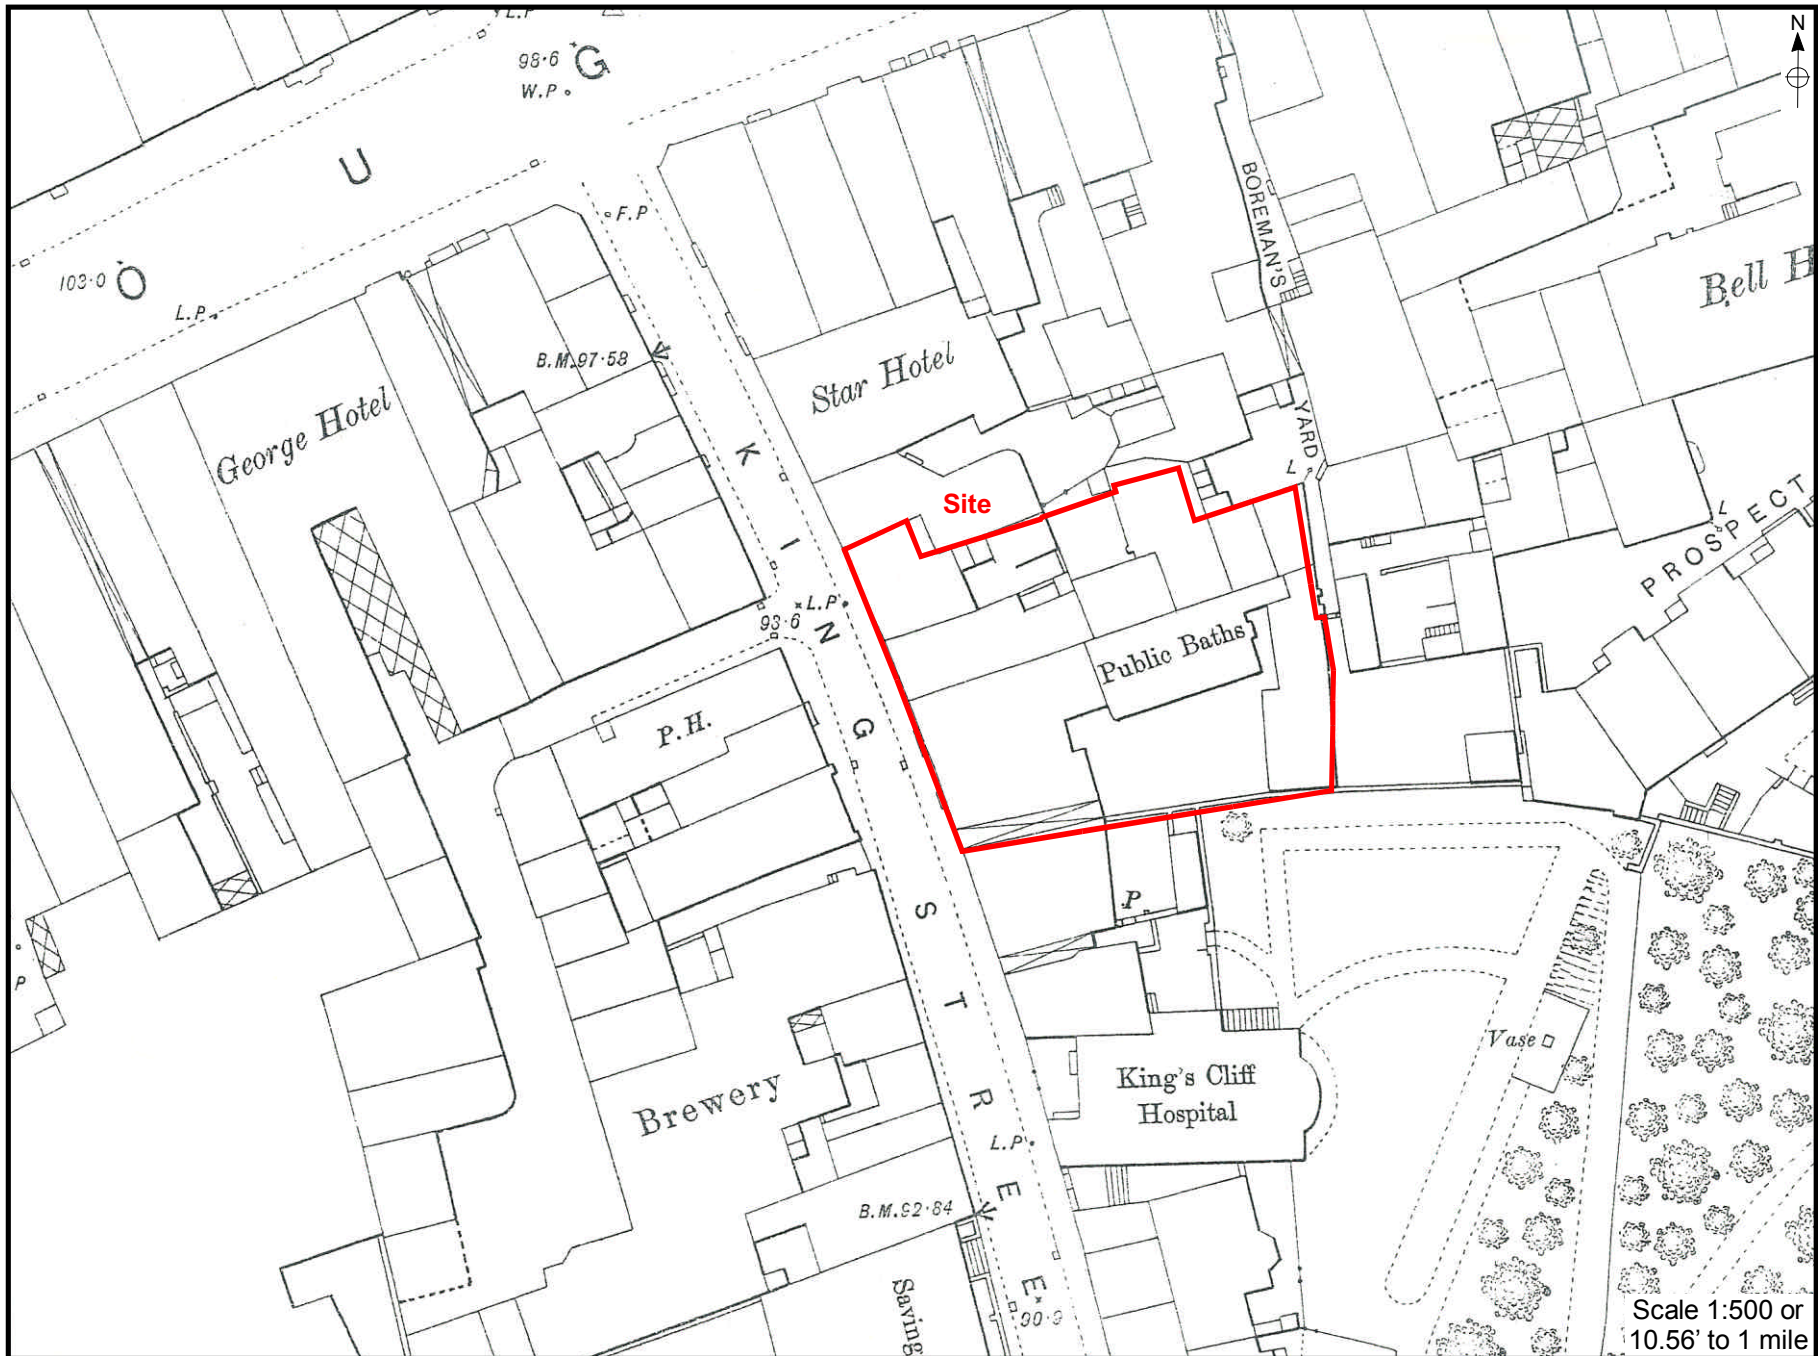 L.P
98·6
G
W.P
N
U
O
103·0
L.P
F.P
BOREMAN'S
YARD
L
Bell H
B.M.97·58
George Hotel
Star Hotel
Site
PROSPECT
L
KINGSTREE
L.P
93·6
Public Baths
P.H.
P
P
Vase
King's Cliff
Hospital
Brewery
L.P
B.M.92·84
Saving
90·9
Scale 1:500 or
10.56' to 1 mile